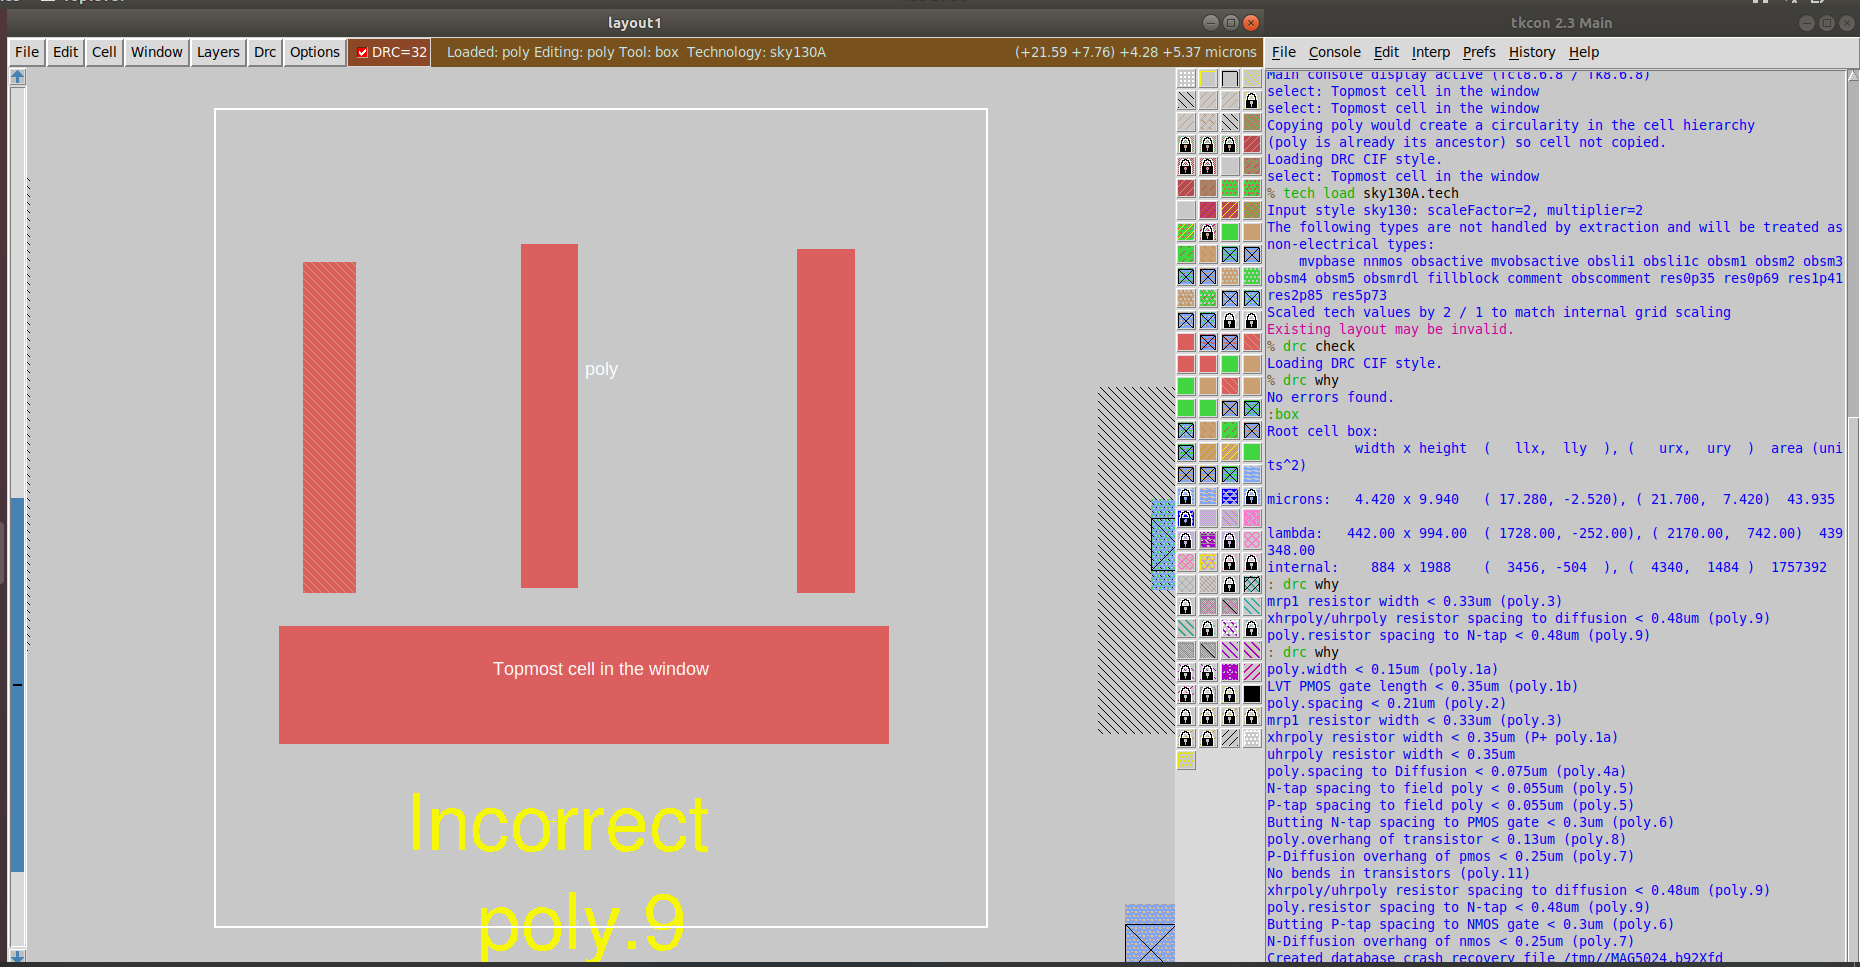 layout1
tkcon 2.3 Main
File Edit Cell Window Layers Drc Options DRC=32 Loaded: poly Editing: poly Tool: box Technology: sky130A (+21.59 +7.76) +4.28 +5.37 microns
File Console Edit Interp Prefs History Help
poly
Topmost cell in the window
Incorrect
poly.9
Main console display active (Tcl8.6.8 / Tk8.6.8)
select: Topmost cell in the window
select: Topmost cell in the window
Copying poly would create a circularity in the cell hierarchy
(poly is already its ancestor) so cell not copied.
Loading DRC CIF style.
select: Topmost cell in the window
% tech load sky130A.tech
Input style sky130: scaleFactor=2, multiplier=2
The following types are not handled by extraction and will be treated as
non-electrical types:
mvpbase nnmos obsactive mvobsactive obsli1 obsli1c obsm1 obsm2 obsm3
obsm4 obsm5 obsmrdl fillblock comment obscomment res0p35 res0p69 res1p41
res2p85 res5p73
Scaled tech values by 2 / 1 to match internal grid scaling
Existing layout may be invalid.
% drc check
Loading DRC CIF style.
% drc why
No errors found.
:box
Root cell box:
width x height ( llx, lly ), ( urx, ury ) area (uni
ts^2)
microns: 4.420 x 9.940 ( 17.280, -2.520), ( 21.700, 7.420) 43.935
lambda: 442.00 x 994.00 ( 1728.00, -252.00), ( 2170.00, 742.00) 439
348.00
internal: 884 x 1988 ( 3456, -504 ), ( 4340, 1484 ) 1757392
: drc why
mrp1 resistor width < 0.33um (poly.3)
xhrpoly/uhrpoly resistor spacing to diffusion < 0.48um (poly.9)
poly.resistor spacing to N-tap < 0.48um (poly.9)
: drc why
poly.width < 0.15um (poly.1a)
LVT PMOS gate length < 0.35um (poly.1b)
poly.spacing < 0.21um (poly.2)
mrp1 resistor width < 0.33um (poly.3)
xhrpoly resistor width < 0.35um (P+ poly.1a)
uhrpoly resistor width < 0.35um
poly.spacing to Diffusion < 0.075um (poly.4a)
N-tap spacing to field poly < 0.055um (poly.5)
P-tap spacing to field poly < 0.055um (poly.5)
Butting N-tap spacing to PMOS gate < 0.3um (poly.6)
poly.overhang of transistor < 0.13um (poly.8)
P-Diffusion overhang of pmos < 0.25um (poly.7)
No bends in transistors (poly.11)
xhrpoly/uhrpoly resistor spacing to diffusion < 0.48um (poly.9)
poly.resistor spacing to N-tap < 0.48um (poly.9)
Butting P-tap spacing to NMOS gate < 0.3um (poly.6)
N-Diffusion overhang of nmos < 0.25um (poly.7)
Created database crash recovery file /tmp//MAG5024.b92Xfd